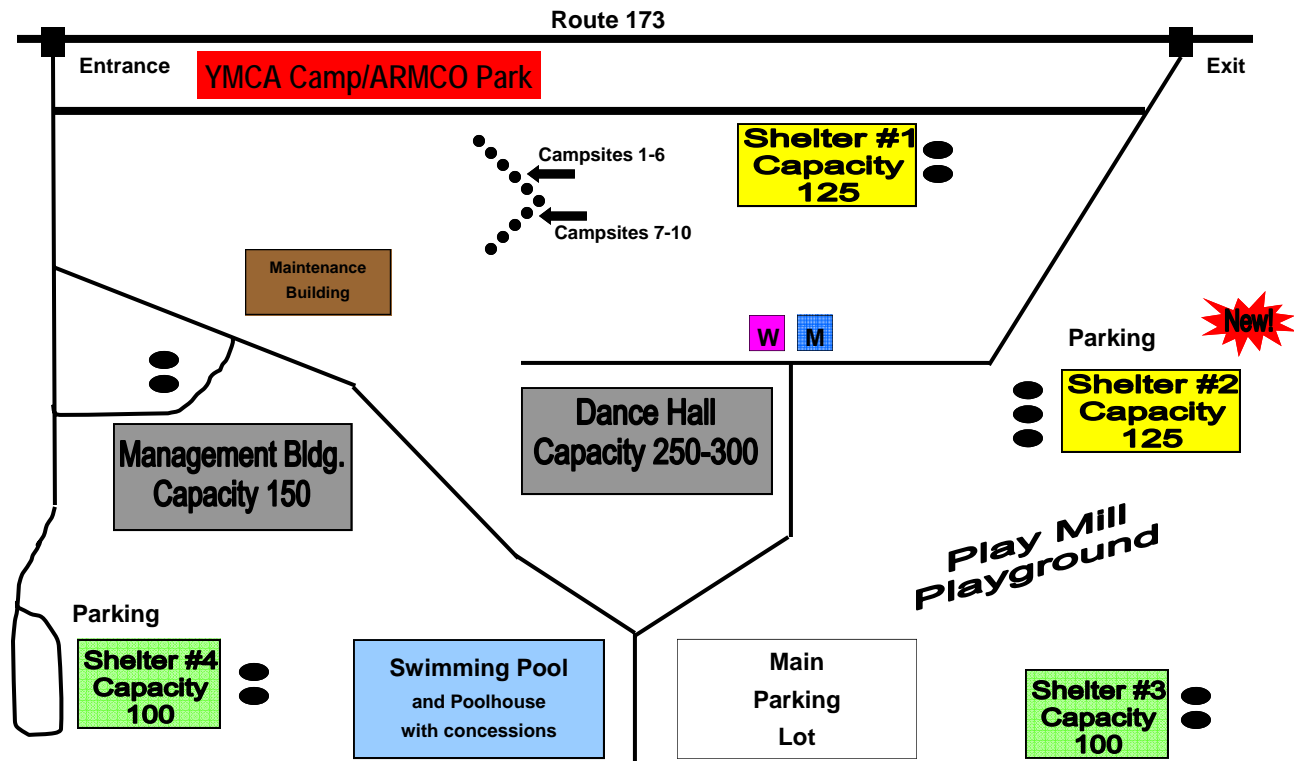 Route 173
Entrance
YMCA Camp/ARMCO Park
Exit
Shelter #1
Capacity
125
Campsites 1-6
Campsites 7-10
Maintenance
Building
W
M
Parking
New!
Shelter #2
Capacity
125
Dance Hall
Capacity 250-300
Management Bldg.
Capacity 150
Play Mill
Playground
Parking
Shelter #4
Capacity
100
Swimming Pool
and Poolhouse
with concessions
Main
Parking
Lot
Shelter #3
Capacity
100